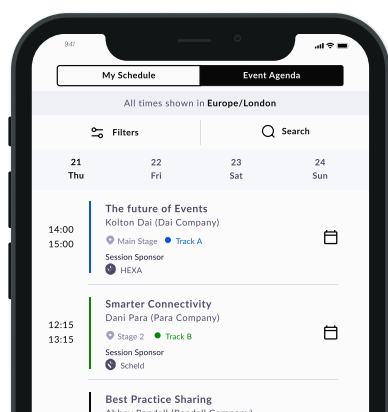 9:41
My Schedule Event Agenda
All times shown in Europe/London
Filters Search
21 22 23 24
Thu Fri Sat Sun
The future of Events
Kolton Dai (Dai Company)
14:00
15:00
Main Stage Track A
Session Sponsor
HEXA
Smarter Connectivity
Dani Para (Para Company)
12:15
13:15
Stage 2 Track B
Session Sponsor
Scheld
Best Practice Sharing